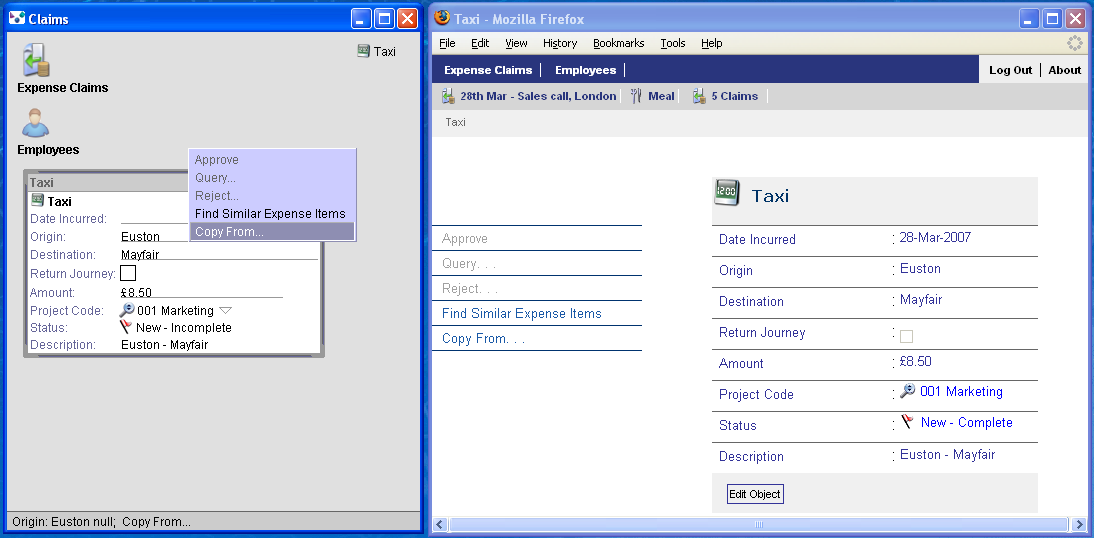 Claims
Taxi
Expense Claims
Employees
Approve
Query...
Reject...
Find Similar Expense Items
Copy From...
Taxi
Taxi
Date Incurred:
Origin: Euston
Destination: Mayfair
Return Journey:
Amount: £8.50
Project Code: 001 Marketing
Status: New - Incomplete
Description: Euston - Mayfair
Origin: Euston null; Copy From...
Taxi - Mozilla Firefox
File Edit View History Bookmarks Tools Help
Expense Claims Employees Log Out About
28th Mar - Sales call, London Meal 5 Claims
Taxi
Approve
Query. . .
Reject. . .
Find Similar Expense Items
Copy From. . .
12:00 Taxi
Date Incurred : 28-Mar-2007
Origin : Euston
Destination : Mayfair
Return Journey :
Amount : £8.50
Project Code : 001 Marketing
Status : New - Complete
Description : Euston - Mayfair
Edit Object